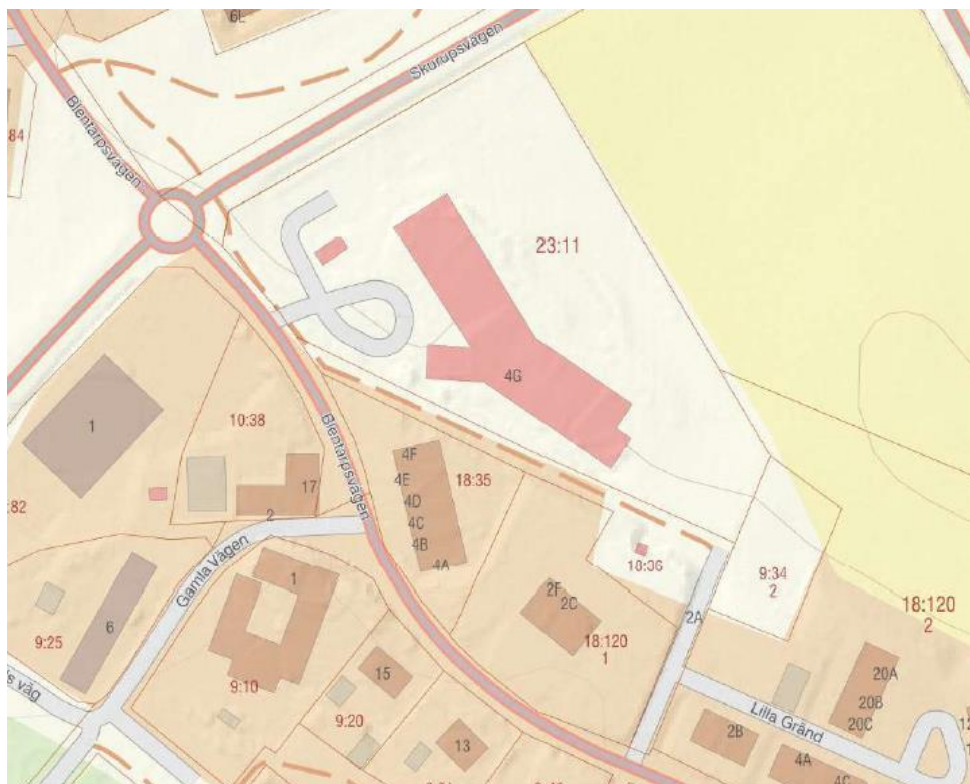 6L
Skurupsvägen
Blentarpsvägen
:84
23:11
4G
1
10:38
Blentarpsvägen
4F
18:35
4E
17
4D
:82
2
4C
4B
4A
Gamla Vägen
18:36
1
9:34
2
2F
2C
18:120
1
2A
18:120
2
6
9:25
9:10
15
20A
20B
20C
Lilla Gränd
9:20
13
2B
4A
4C